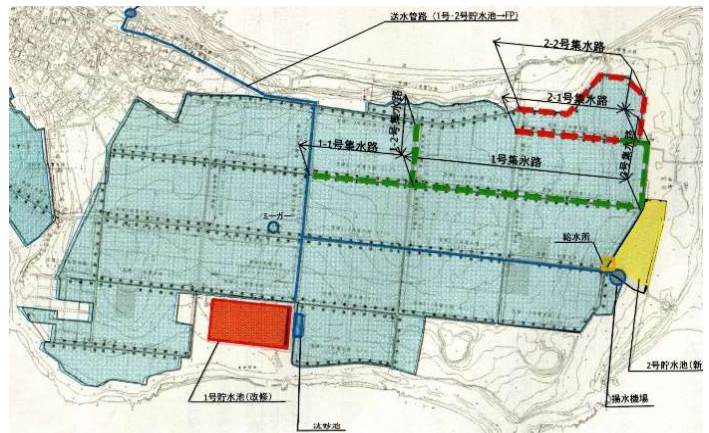 送水管路 (1号・2号貯水池→FP)
2-2号集水路
2-1号集水路
1-2号集水路
1-1号集水路
1号集水路
2号集水路
ミーガー
給水所
2号貯水池(新
揚水機場
1号貯水池(改修)
沈砂池